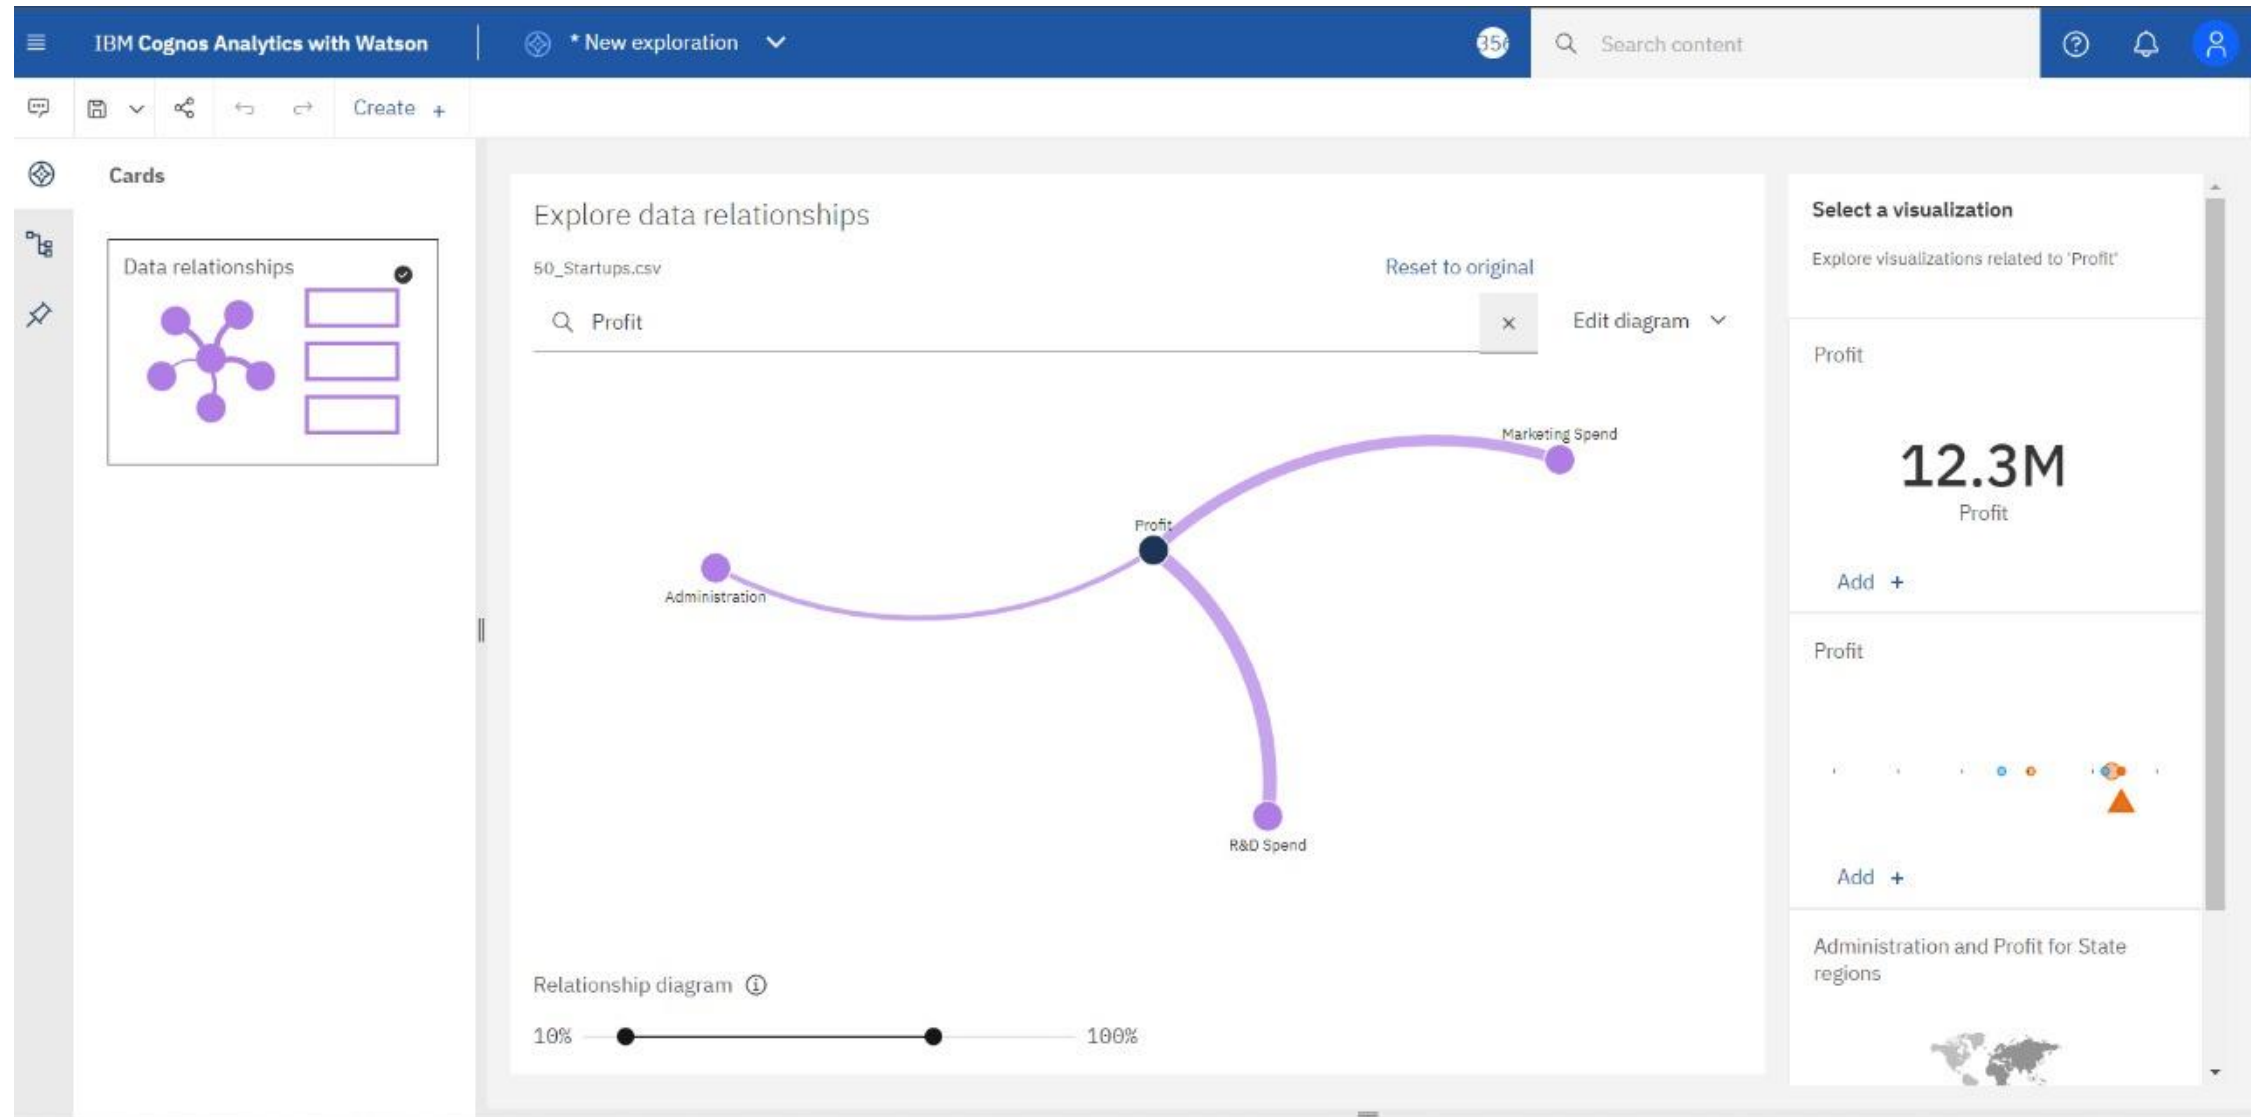 IBM Cognos Analytics with Watson
* New exploration
Search content
Create +
Cards
Data relationships
Explore data relationships
50_Startups.csv
Reset to original
Profit
Edit diagram
Marketing Spend
Profit
Administration
R&D Spend
Relationship diagram
10%
100%
Select a visualization
Explore visualizations related to 'Profit'
Profit
12.3M
Profit
Add +
Profit
Add +
Administration and Profit for State
regions